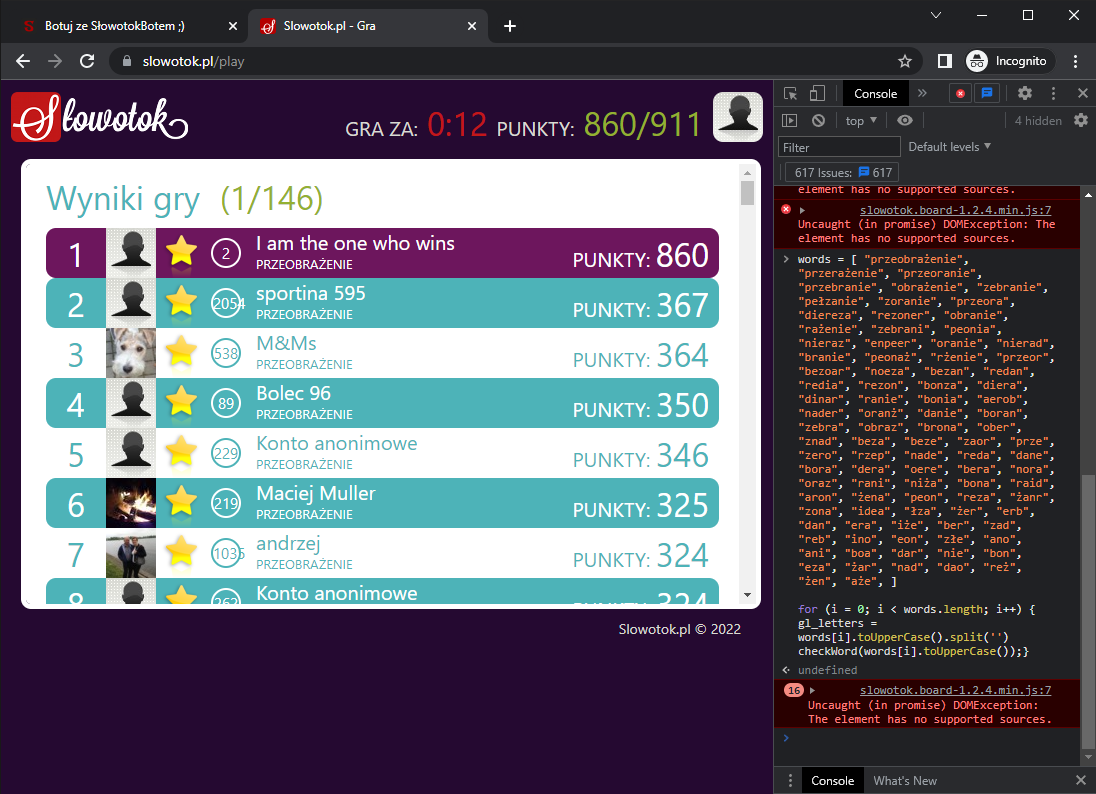 Botuj ze SłowotokBotem ;)
Slowotok.pl - Gra
slowotok.pl/play
Incognito
Słowotok
GRA ZA: 0:12 PUNKTY: 860/911
Wyniki gry (1/146)
1 2 I am the one who wins
PRZEOBRAŻENIE
PUNKTY: 860
2 2054 sportina 595
PRZEOBRAŻENIE
PUNKTY: 367
3 538 M&Ms
PRZEOBRAŻENIE
PUNKTY: 364
4 89 Bolec 96
PRZEOBRAŻENIE
PUNKTY: 350
5 229 Konto anonimowe
PRZEOBRAŻENIE
PUNKTY: 346
6 219 Maciej Muller
PRZEOBRAŻENIE
PUNKTY: 325
7 1035 andrzej
PRZEOBRAŻENIE
PUNKTY: 324
8 262 Konto anonimowe
PUNKTY: 324
Slowotok.pl © 2022
Console
top
4 hidden
Filter
Default levels
617 Issues: 617
element has no supported sources.
slowotok.board-1.2.4.min.js:7
Uncaught (in promise) DOMException: The
element has no supported sources.
words = [ "przeobrażenie",
"przerażenie", "przeoranie",
"przebranie", "obrażenie", "zebranie",
"pełzanie", "zoranie", "przeora",
"diereza", "rezoner", "obranie",
"rażenie", "zebrani", "peonia",
"nieraz", "enpeer", "oranie", "nierad",
"branie", "peonaż", "rżenie", "przeor",
"bezoar", "noeza", "bezan", "redan",
"redia", "rezon", "bonza", "diera",
"dinar", "ranie", "bonia", "aerob",
"nader", "oranż", "danie", "boran",
"zebra", "obraz", "brona", "ober",
"znad", "beza", "beze", "zaor", "prze",
"zero", "rzep", "nade", "reda", "dane",
"bora", "dera", "oere", "bera", "nora",
"oraz", "rani", "niża", "bona", "raid",
"aron", "żena", "peon", "reza", "żanr",
"zona", "idea", "łza", "żer", "erb",
"dan", "era", "iże", "ber", "zad",
"reb", "ino", "eon", "złe", "ano",
"ani", "boa", "dar", "nie", "bon",
"eza", "żar", "nad", "dao", "reż",
"żen", "aże", ]
for (i = 0; i < words.length; i++) {
gl_letters =
words[i].toUpperCase().split('')
checkWord(words[i].toUpperCase());}
undefined
16 slowotok.board-1.2.4.min.js:7
Uncaught (in promise) DOMException:
The element has no supported sources.
Console
What's New